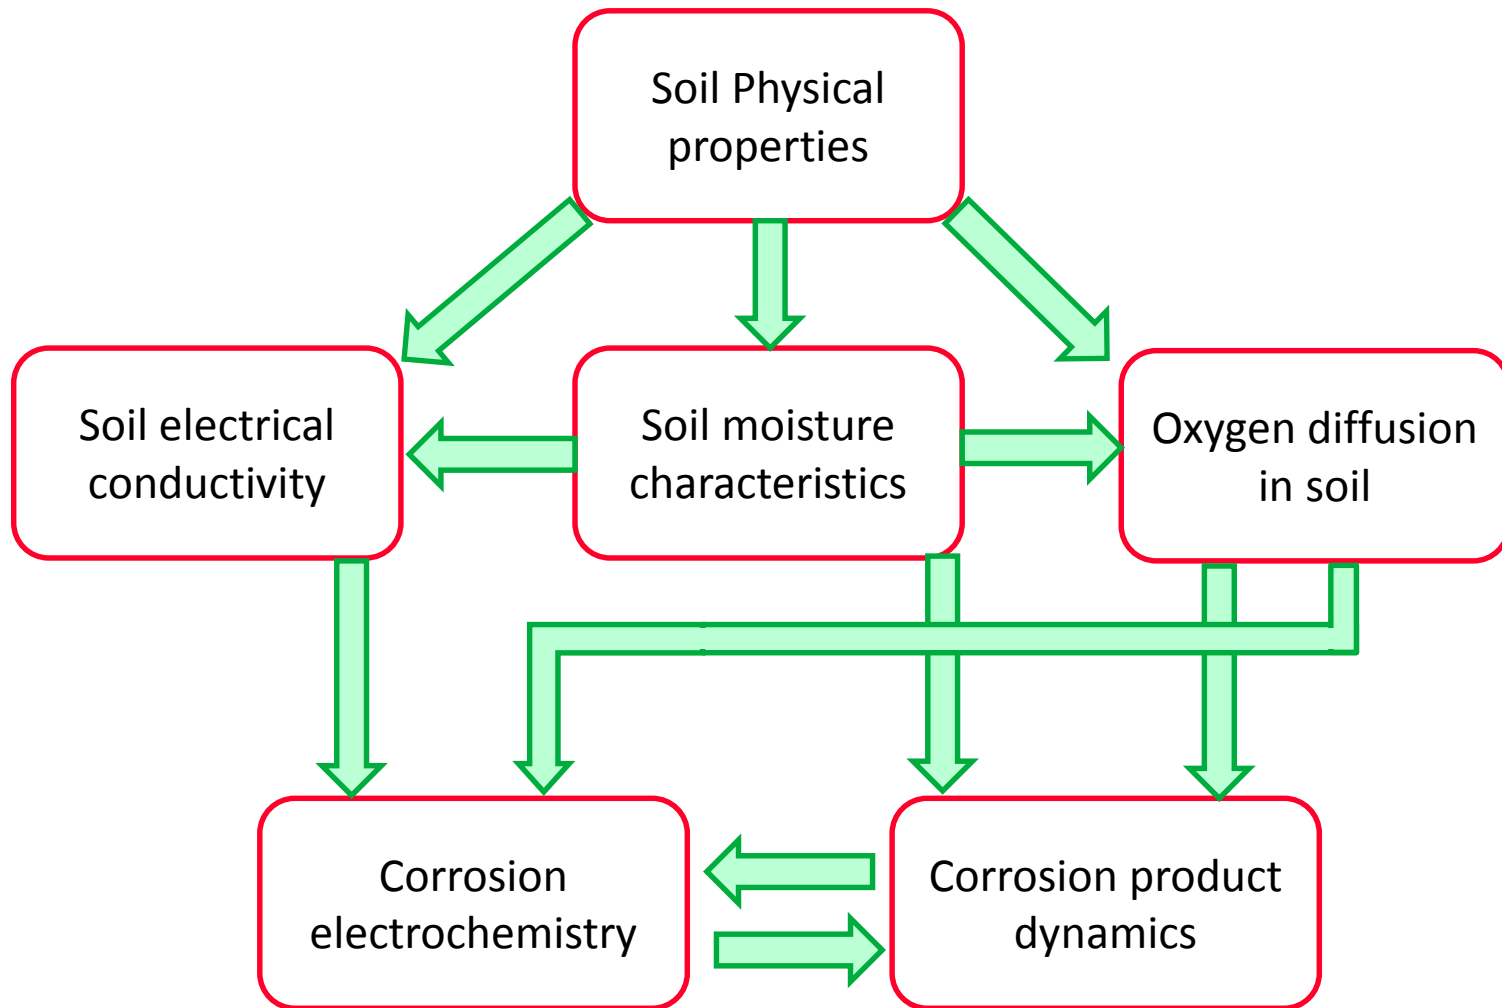 Soil Physical
properties
Soil electrical
conductivity
Soil moisture
characteristics
Oxygen diffusion
in soil
Corrosion
electrochemistry
Corrosion product
dynamics